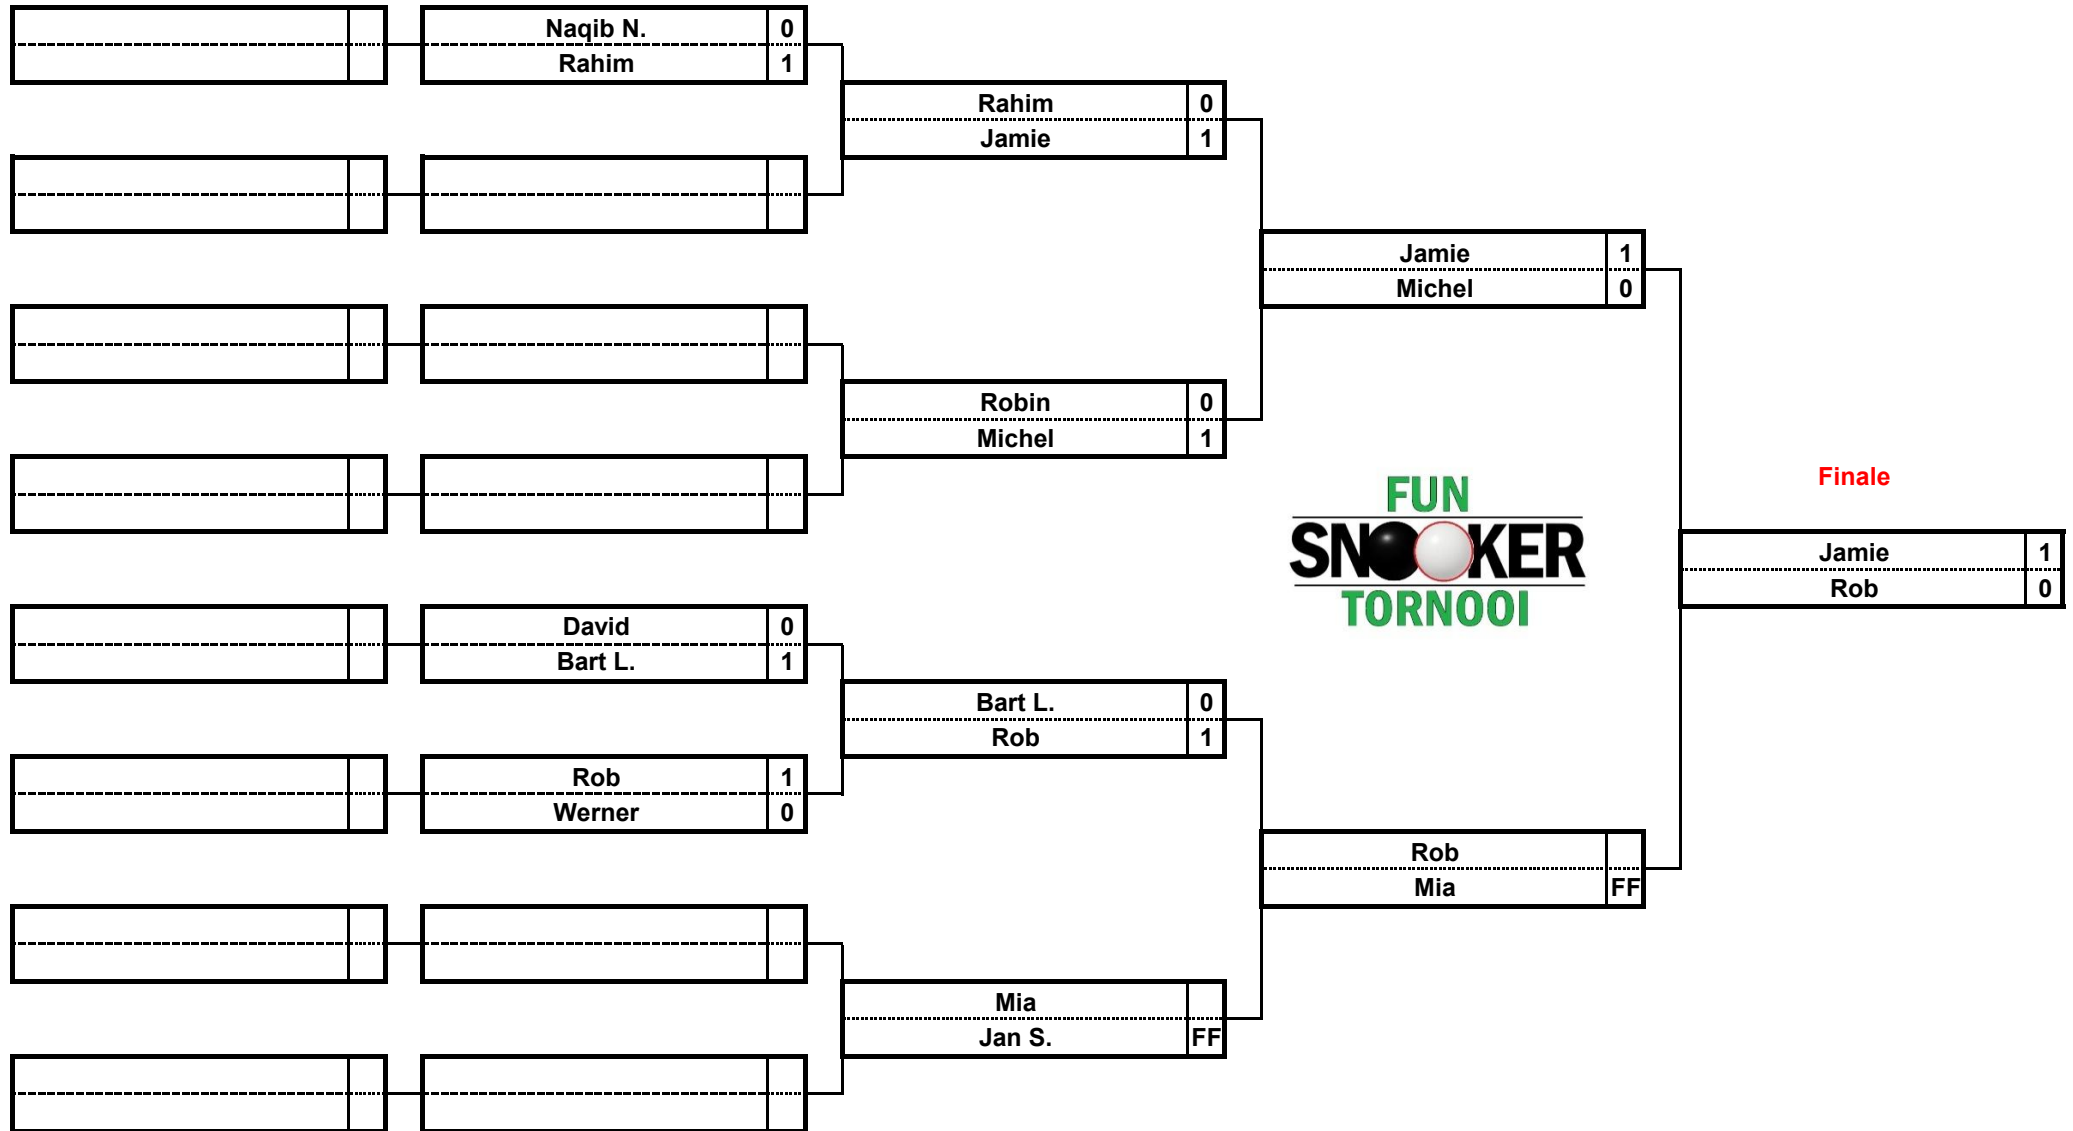 Naqib N. 0
Rahim 1
Rahim 0
Jamie 1
Jamie 1
Michel 0
Robin 0
Michel 1
Finale
FUN
SNOOKER
TORNOOI
Jamie 1
Rob 0
David 0
Bart L. 1
Bart L. 0
Rob 1
Rob 1
Werner 0
Rob
Mia FF
Mia
Jan S. FF